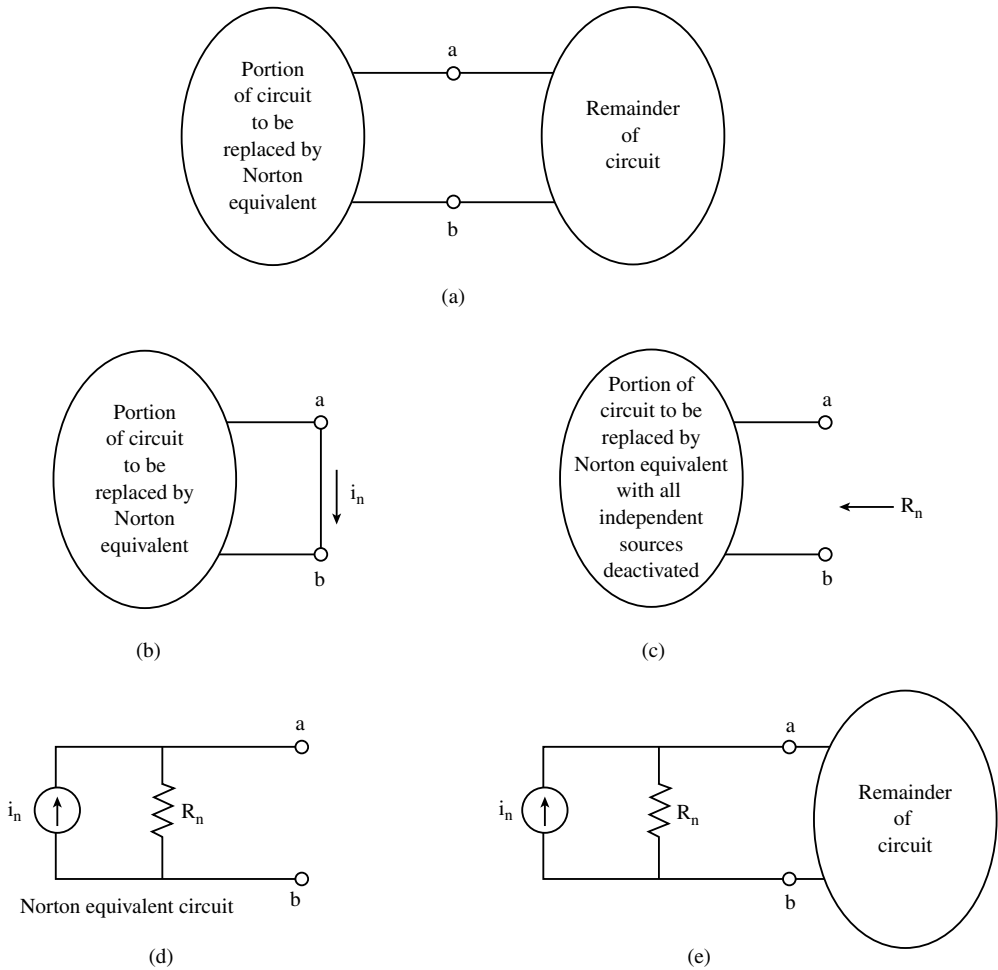 Portion
of circuit
to be
replaced by
Norton
equivalent
a
b
Remainder
of
circuit
(a)
Portion
of circuit
to be
replaced by
Norton
equivalent
a
i_n
b
(b)
Portion of
circuit to be
replaced by
Norton equivalent
with all
independent
sources
deactivated
a
R_n
b
(c)
i_n
R_n
a
b
Norton equivalent circuit
(d)
i_n
R_n
a
b
Remainder
of
circuit
(e)